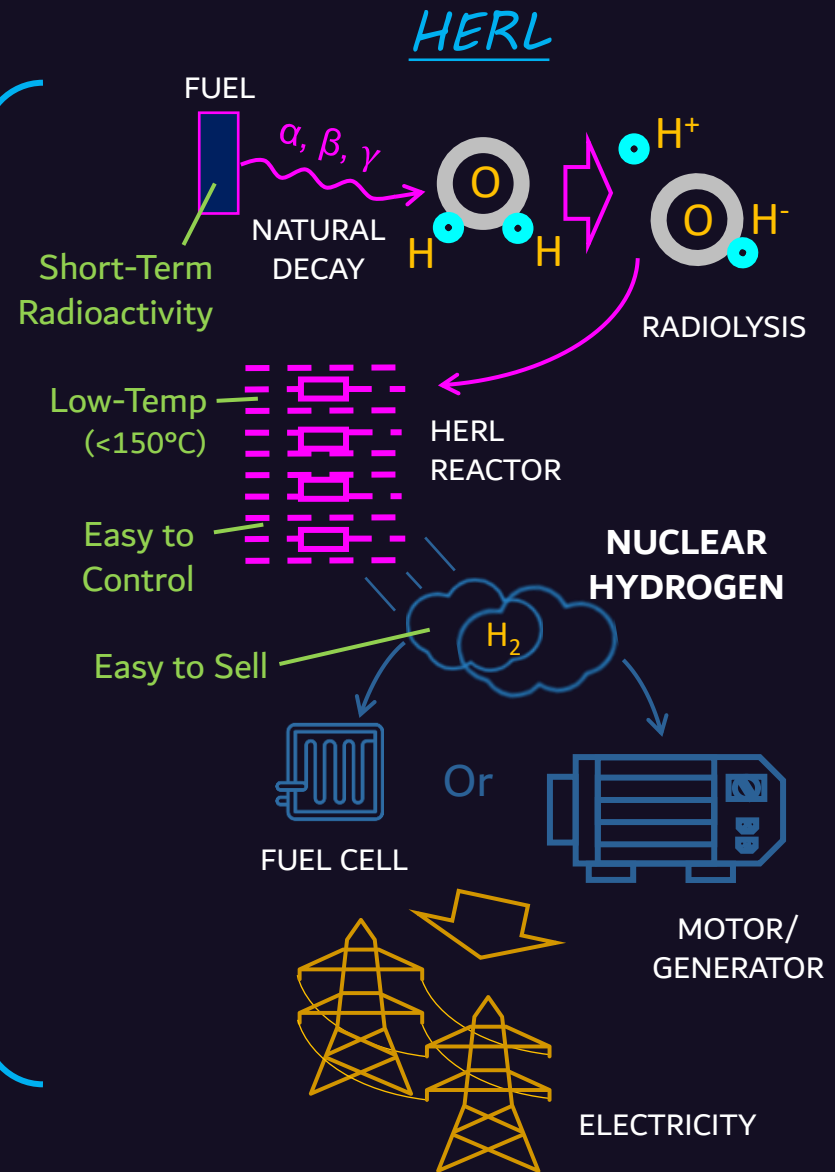 HERL
FUEL
α, β, γ
NATURAL
DECAY
Short-Term
Radioactivity
O
H
H
H⁺
O
H⁻
RADIOLYSIS
Low-Temp
(<150°C)
HERL
REACTOR
Easy to
Control
NUCLEAR
HYDROGEN
H₂
Easy to Sell
Or
FUEL CELL
MOTOR/
GENERATOR
ELECTRICITY